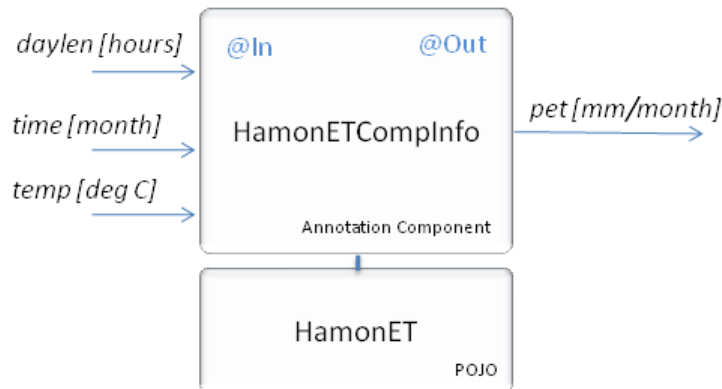 daylen [hours]
@In
@Out
time [month]
HamonETCompInfo
pet [mm/month]
temp [deg C]
Annotation Component
HamonET
POJO